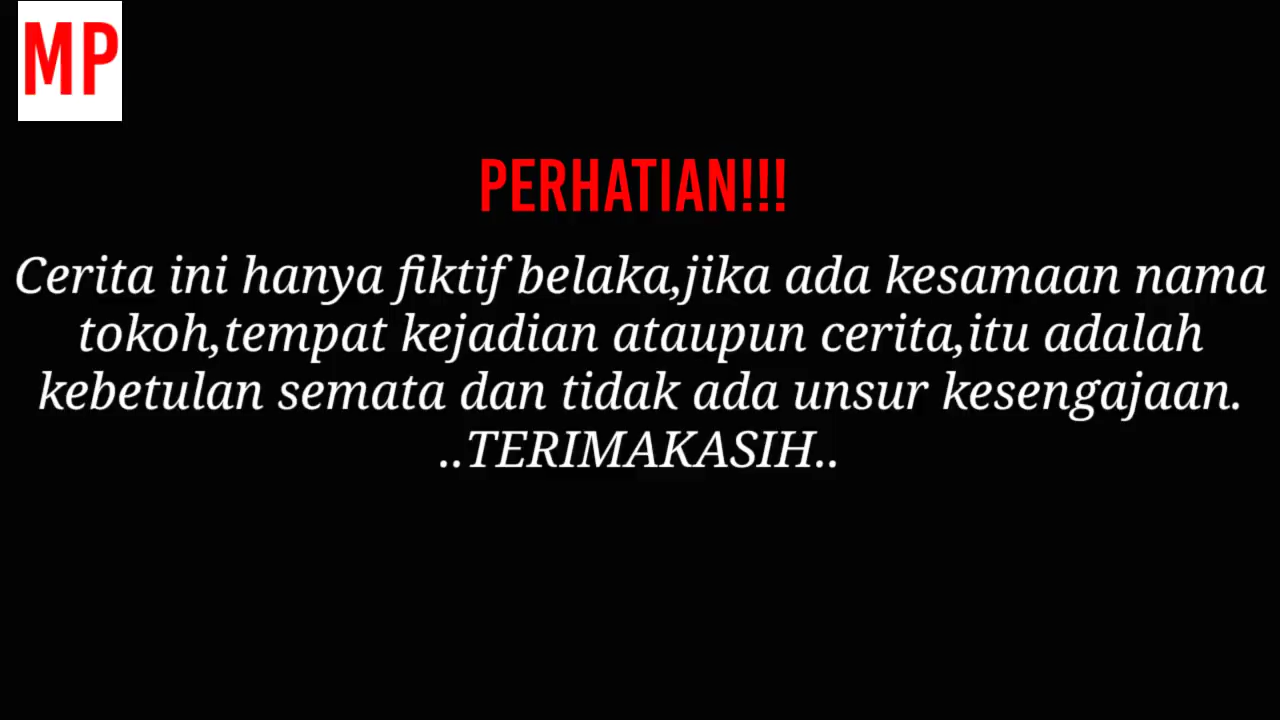 MP
PERHATIAN!!!
Cerita ini hanya fiktif belaka,jika ada kesamaan nama
tokoh,tempat kejadian ataupun cerita,itu adalah
kebetulan semata dan tidak ada unsur kesengajaan.
..TERIMAKASIH..